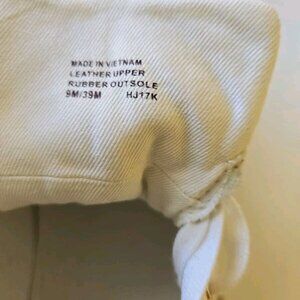 MADE IN VIETNAM
LEATHER UPPER
RUBBER OUTSOLE
9M/39M HJ17K